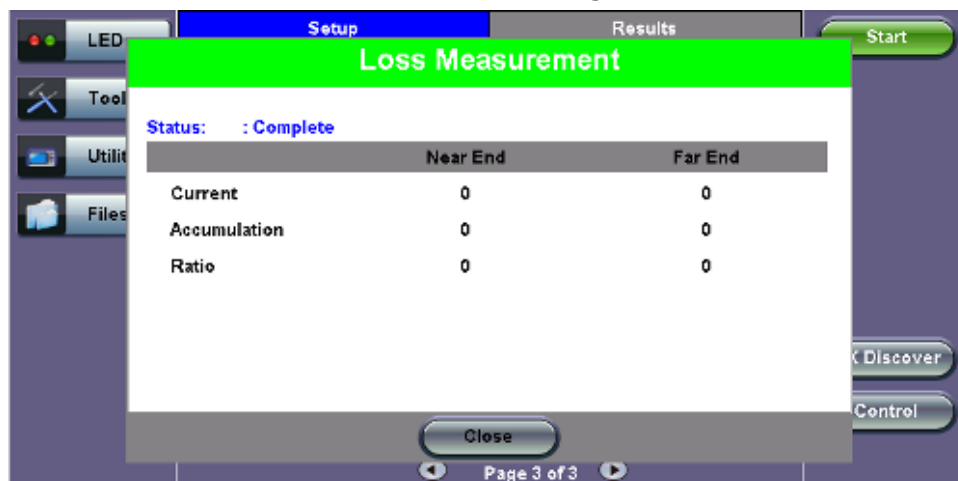 Setup Results
LED
Start
Loss Measurement
Tool
Status: : Complete
Utilit
Near End Far End
Current 0 0
Files
Accumulation 0 0
Ratio 0 0
Discover
Control
Close
Page 3 of 3